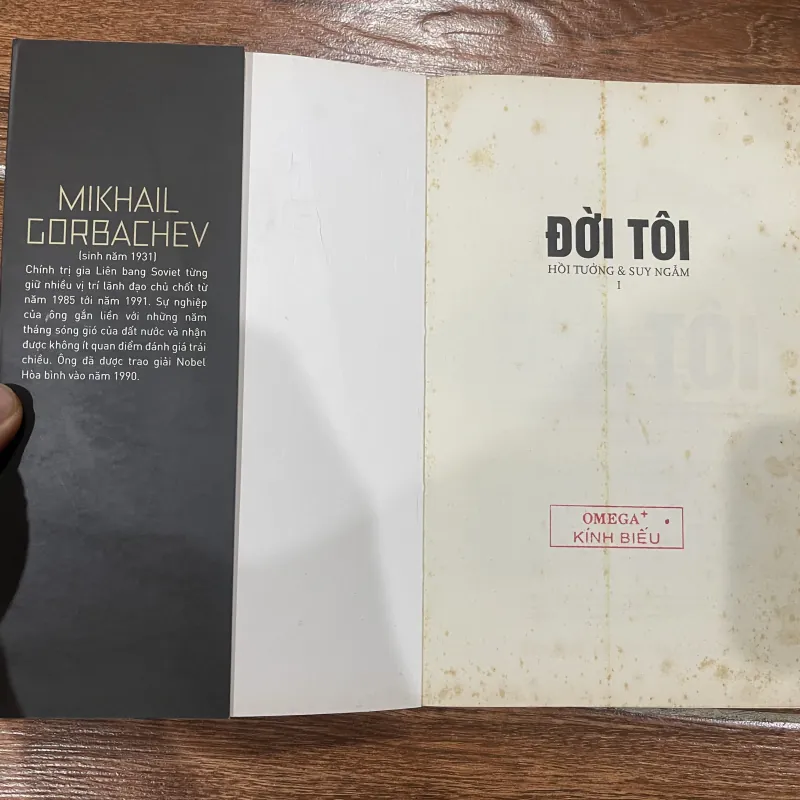 MIKHAIL
GORBACHEV
(sinh năm 1931)
Chính trị gia Liên bang Soviet từng
giữ nhiều vị trí lãnh đạo chủ chốt từ
năm 1985 tới năm 1991. Sự nghiệp
của ông gắn liền với những năm
tháng sóng gió của đất nước và nhận
được không ít quan điểm đánh giá trái
chiều. Ông đã được trao giải Nobel
Hòa bình vào năm 1990.
ĐỜI TÔI
HỒI TƯỞNG & SUY NGẪM
I
OMEGA+
KÍNH BIẾU